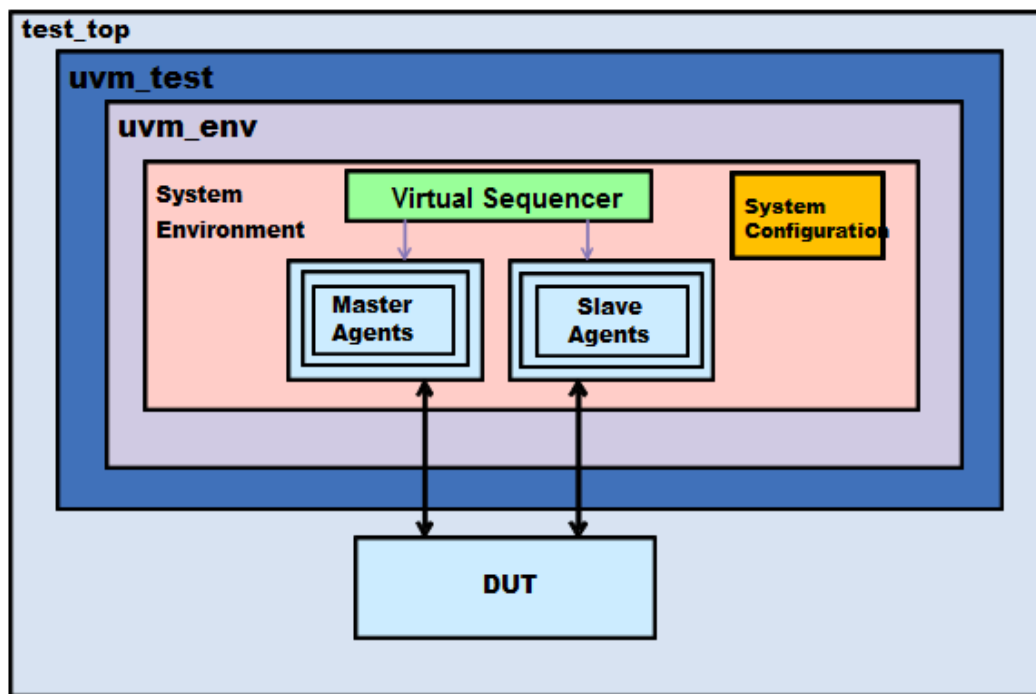 test_top
uvm_test
uvm_env
System
Environment
Virtual Sequencer
System
Configuration
Master
Agents
Slave
Agents
DUT